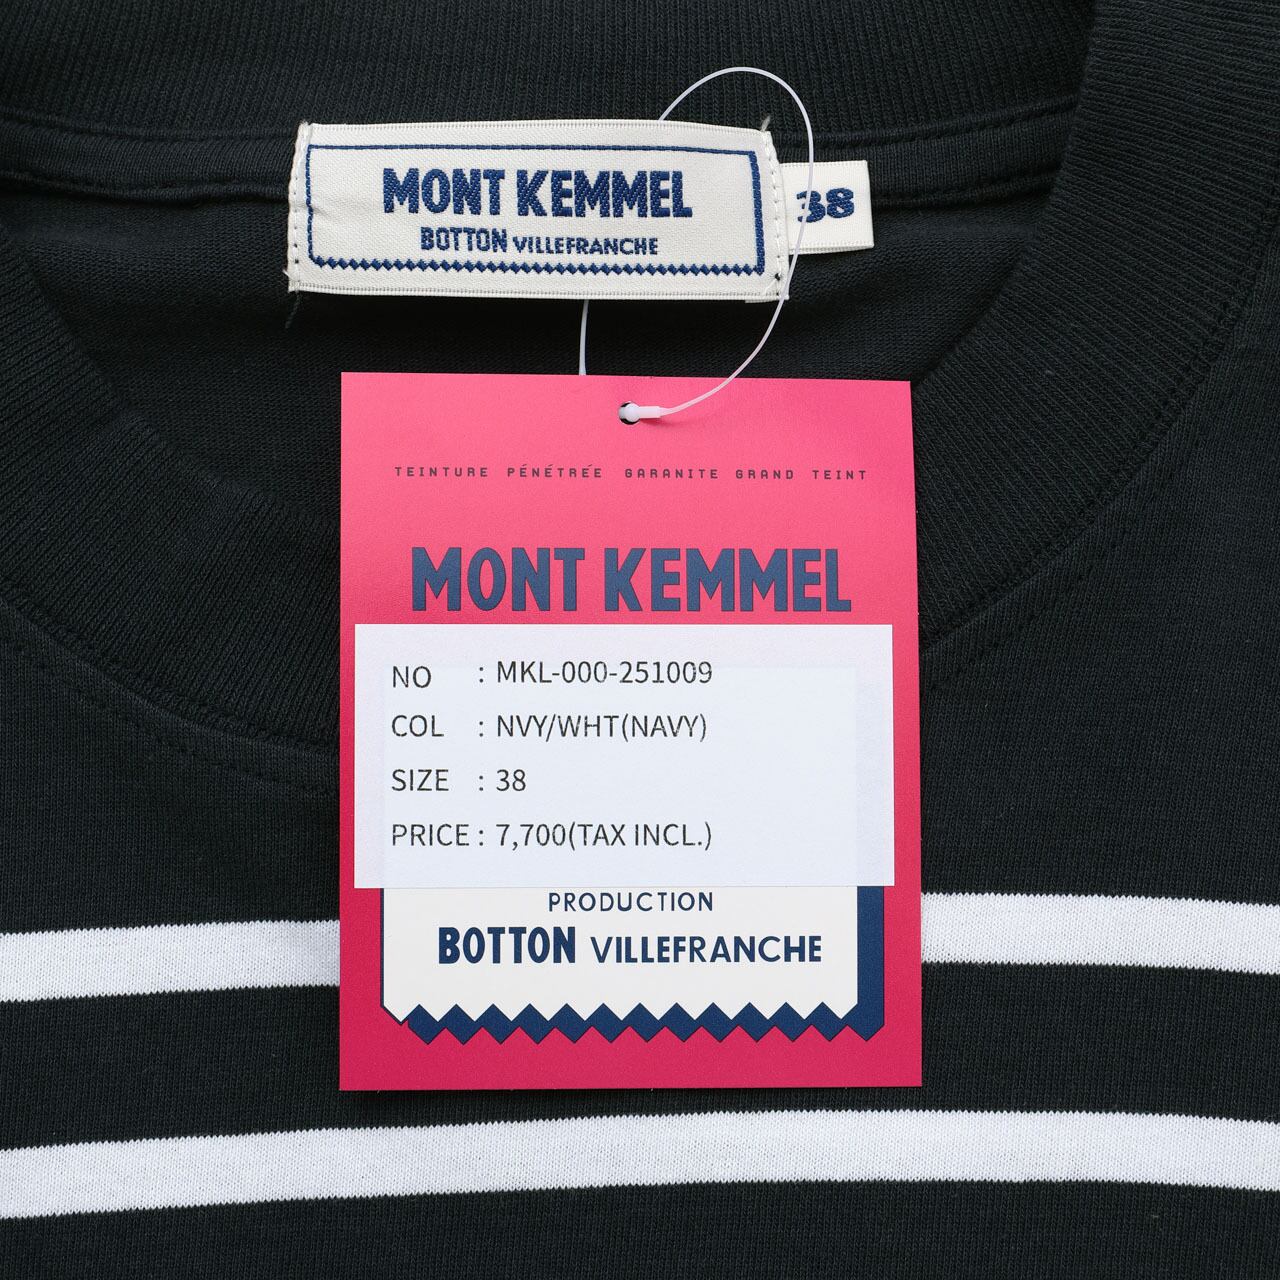 MONT KEMMEL
BOTTON VILLEFRANCHE
38
TEINTURE PÉNÉTRÉE GARANITE GRAND TEINT
MONT KEMMEL
NO : MKL-000-251009
COL : NVY/WHT(NAVY)
SIZE : 38
PRICE : 7,700(TAX INCL.)
PRODUCTION
BOTTON VILLEFRANCHE